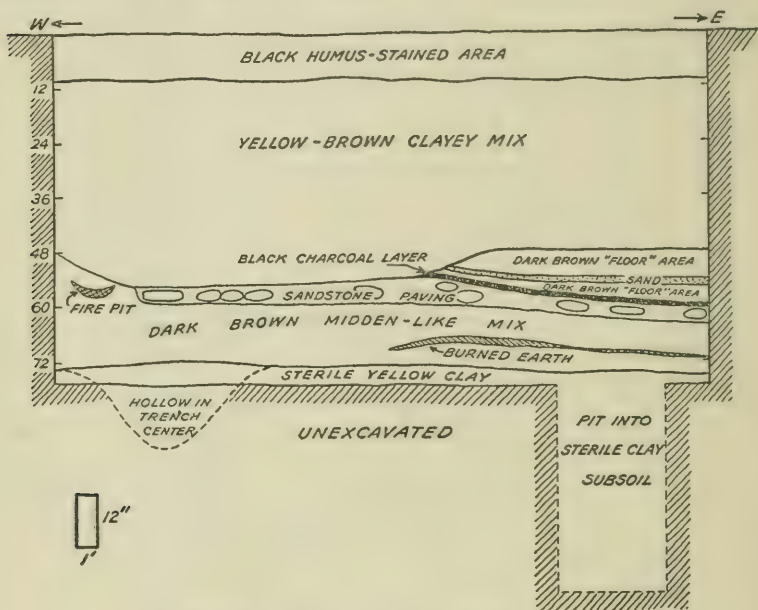 W E
BLACK HUMUS-STAINED AREA
12
YELLOW-BROWN CLAYEY MIX
24
36
48
BLACK CHARCOAL LAYER
DARK BROWN "FLOOR" AREA
SAND
DARK BROWN "FLOOR" AREA
FIRE PIT
SANDSTONE PAVING
60
DARK BROWN MIDDEN-LIKE MIX
BURNED EARTH
72
STERILE YELLOW CLAY
HOLLOW IN
TRENCH
CENTER
UNEXCAVATED
PIT INTO
STERILE CLAY
SUBSOIL
12"
1'